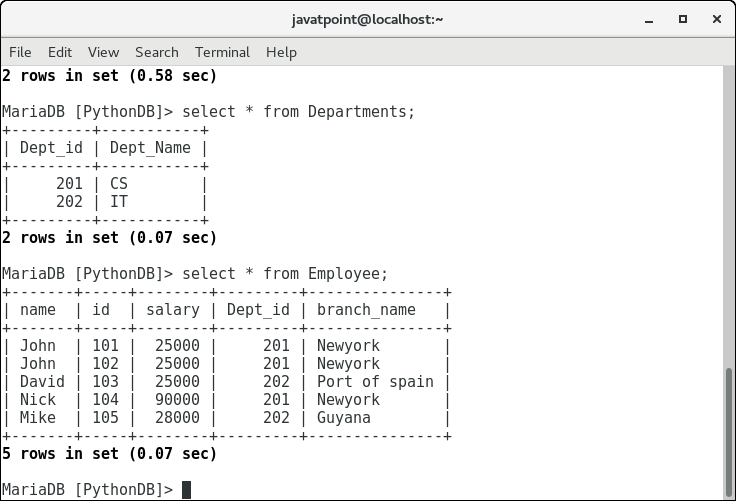 javatpoint@localhost:~
File Edit View Search Terminal Help
2 rows in set (0.58 sec)
MariaDB [PythonDB]> select * from Departments;
+---------+-----------+
| Dept_id | Dept_Name |
+---------+-----------+
|     201 | CS        |
|     202 | IT        |
+---------+-----------+
2 rows in set (0.07 sec)
MariaDB [PythonDB]> select * from Employee;
+-------+-----+--------+---------+---------------+
| name  | id  | salary | Dept_id | branch_name   |
+-------+-----+--------+---------+---------------+
| John  | 101 |  25000 |     201 | Newyork       |
| John  | 102 |  25000 |     201 | Newyork       |
| David | 103 |  25000 |     202 | Port of spain |
| Nick  | 104 |  90000 |     201 | Newyork       |
| Mike  | 105 |  28000 |     202 | Guyana        |
+-------+-----+--------+---------+---------------+
5 rows in set (0.07 sec)
MariaDB [PythonDB]>